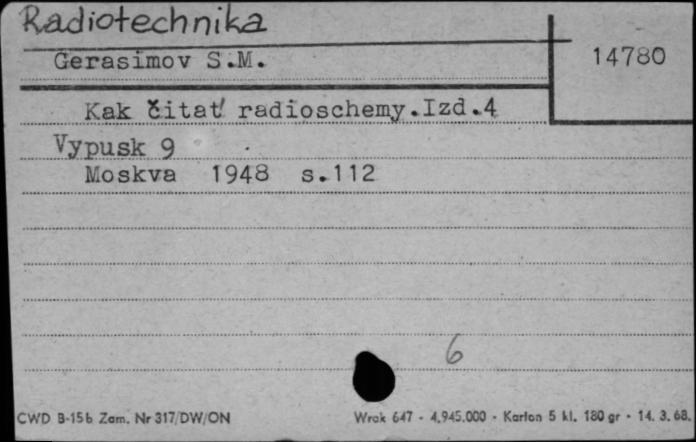 Radiotechnika
Gerasimov S.M.
14780
Kak čitat' radioschemy.Izd.4
Vypusk 9
Moskva 1948 s.112
6
CWD B-15b Zam. Nr 317/DW/ON
Wrok 647 - 4.945.000 - Karton 5 kl. 180 gr - 14. 3. 68.